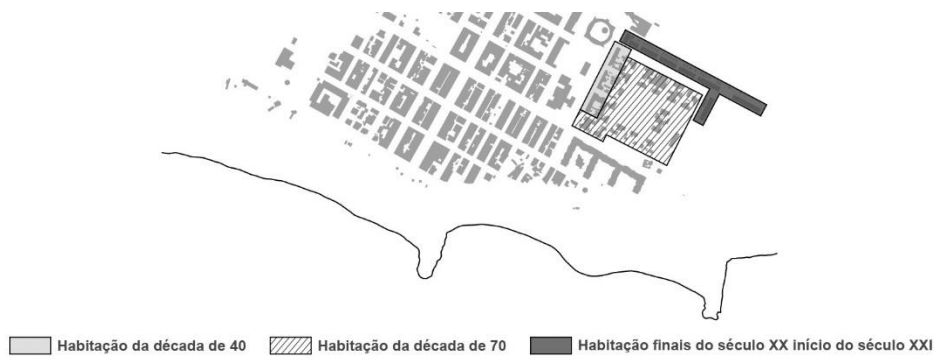 Habitação da década de 40 Habitação da década de 70 Habitação finais do século XX início do século XXI